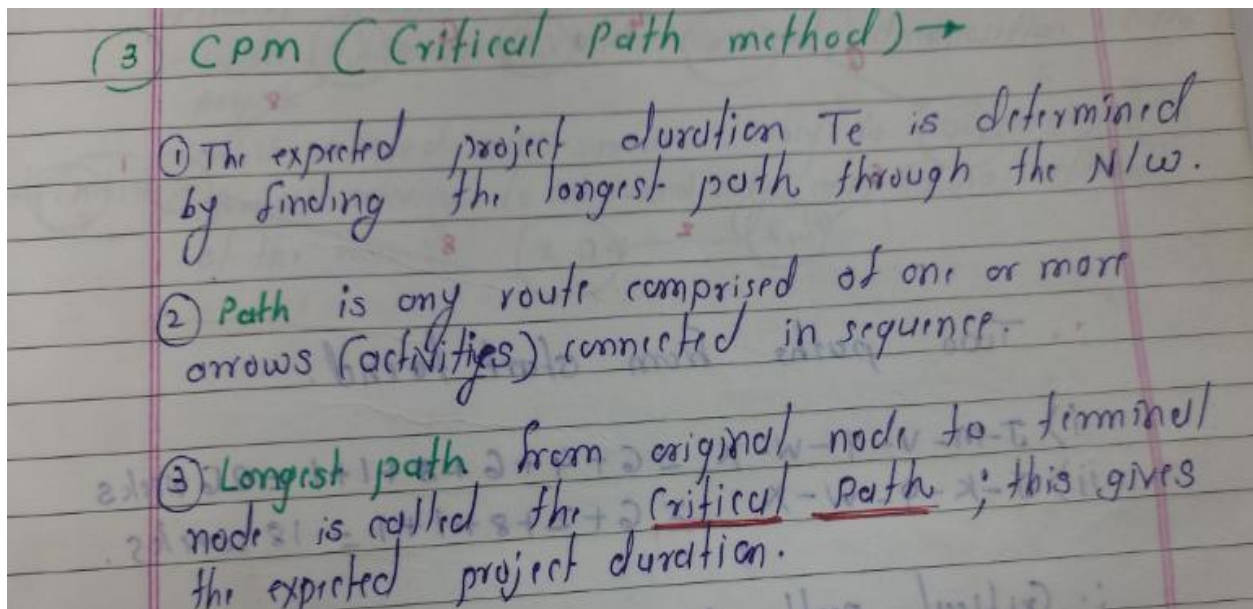 (3) CPM (Critical Path method) →
① The expected project duration Te is determined
by finding the longest path through the N/W.
② Path is any route comprised of one or more
arrows (activities) connected in sequence.
③ Longest path from original node to terminal
node is called the Critical Path ; this gives
the expected project duration.